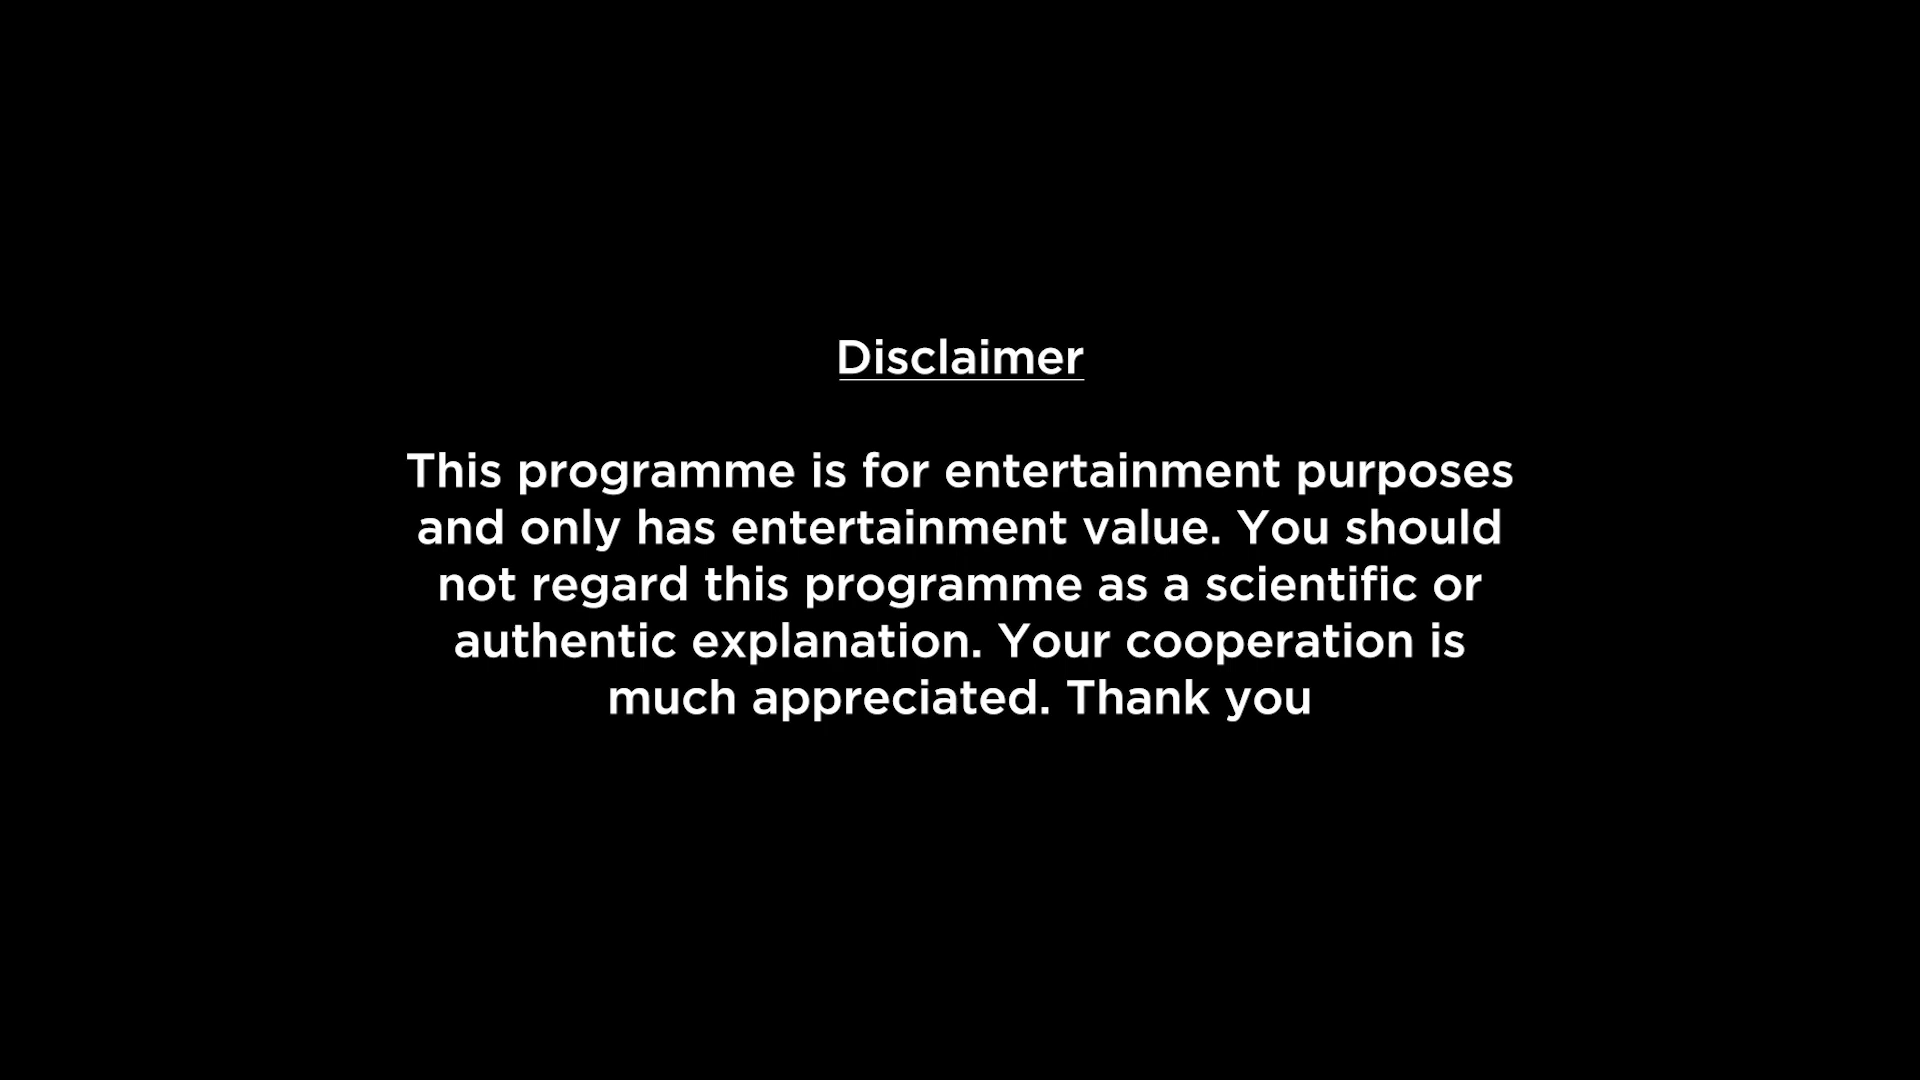 Disclaimer
This programme is for entertainment purposes
and only has entertainment value. You should
not regard this programme as a scientific or
authentic explanation. Your cooperation is
much appreciated. Thank you